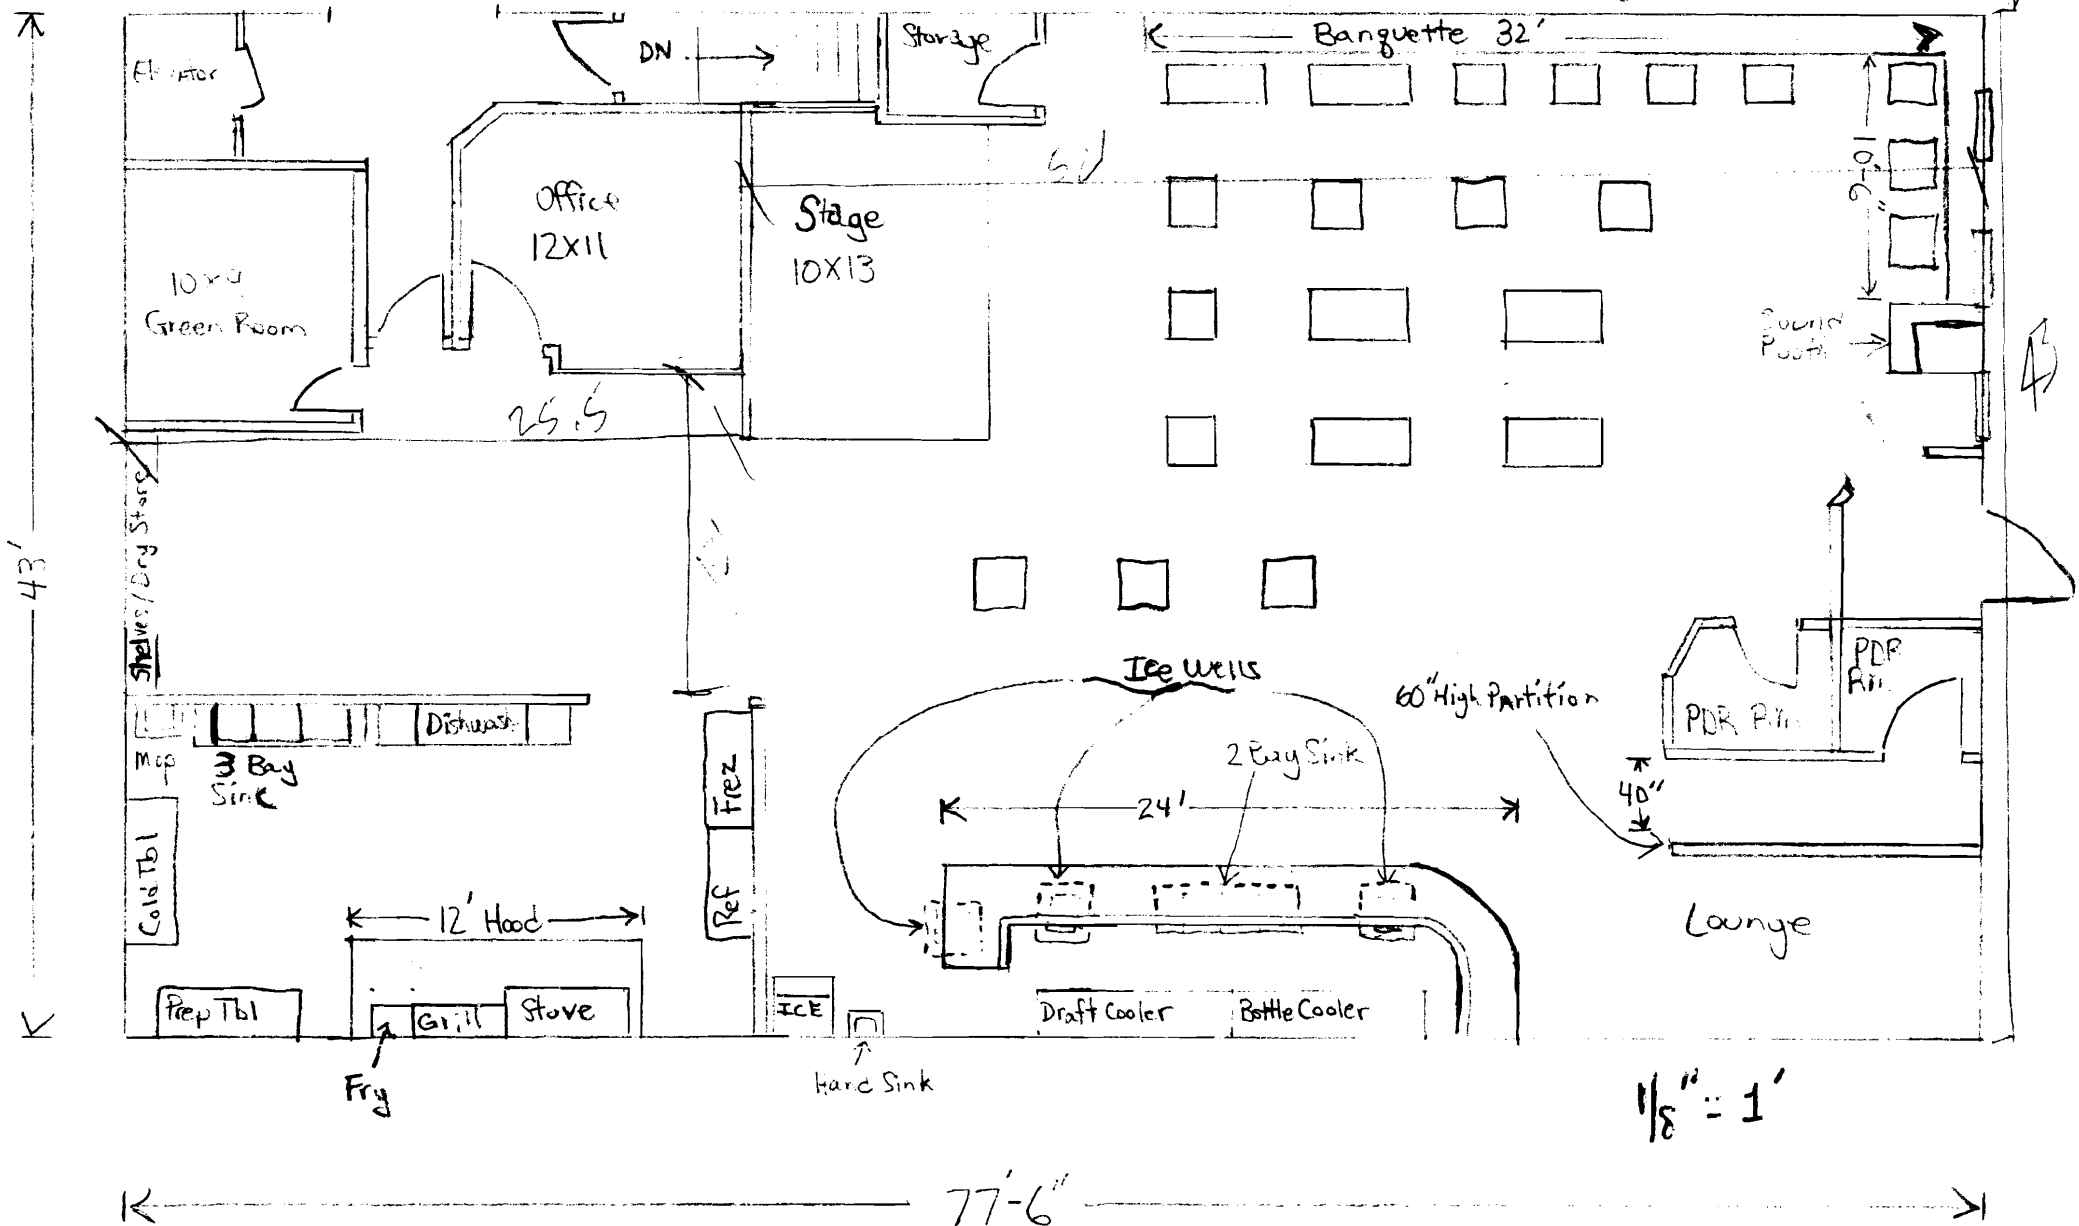 Banquette 32'
Storage
DN
Office
12X11
Stage
10X13
10'-6"
Green Room
43'
25.5
43
Shelves/Dry Store
Ice Wells
60" High Partition
PDR
PDR
2 Bay Sink
24'
40"
Dishwash
Mop
3 Bay
Sink
Frez
Ref
Cold Tbl
12' Hood
Lounge
Prep Tbl
Grill
Stove
ICE
Draft Cooler
Bottle Cooler
Fry
Hand Sink
1/8" = 1'
77'-6"